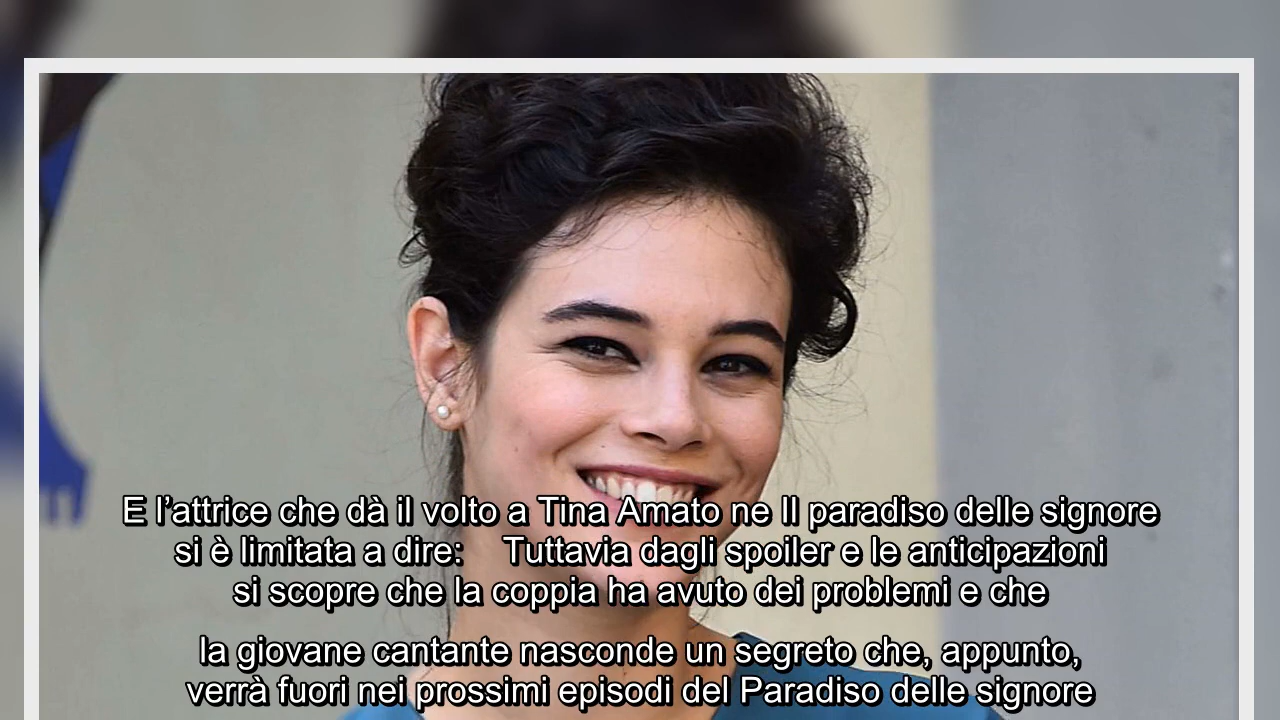 E l’attrice che dà il volto a Tina Amato ne Il paradiso delle signore
si è limitata a dire: Tuttavia dagli spoiler e le anticipazioni
si scopre che la coppia ha avuto dei problemi e che
la giovane cantante nasconde un segreto che, appunto,
verrà fuori nei prossimi episodi del Paradiso delle signore